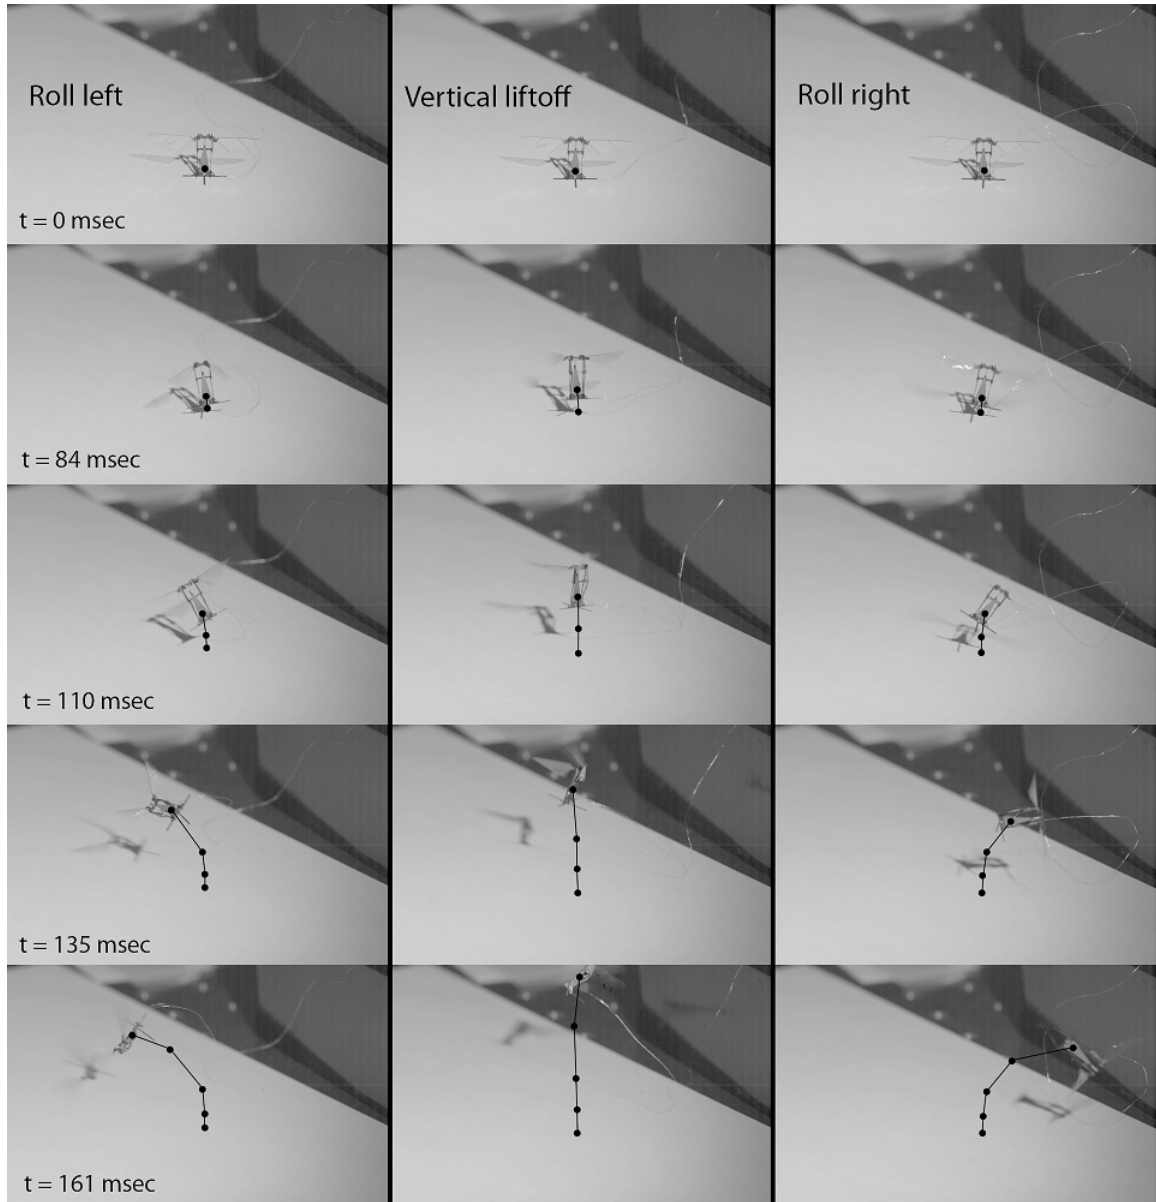 Roll left
Vertical liftoff
Roll right
t = 0 msec
t = 84 msec
t = 110 msec
t = 135 msec
t = 161 msec